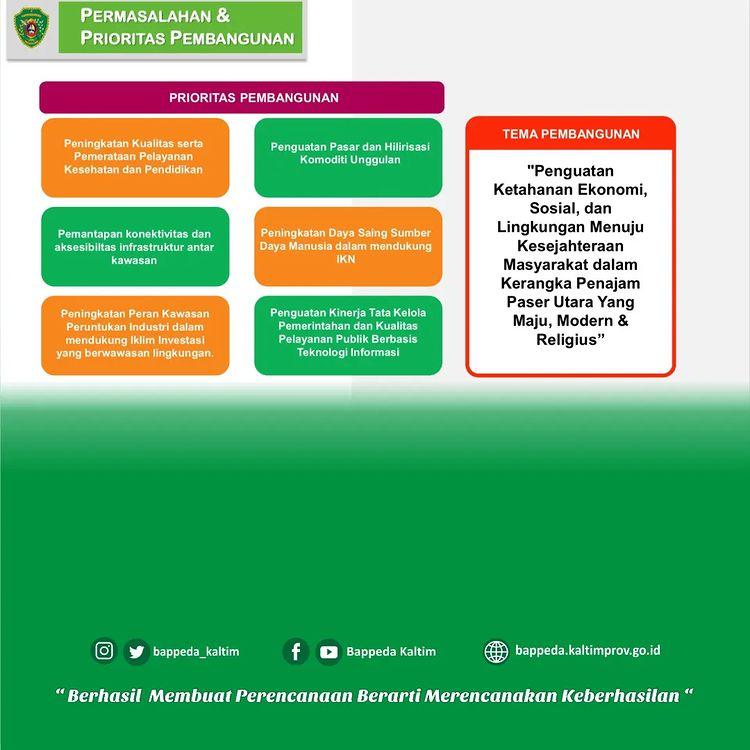 PERMASALAHAN &
PRIORITAS PEMBANGUNAN
PRIORITAS PEMBANGUNAN
Peningkatan Kualitas serta
Pemerataan Pelayanan
Kesehatan dan Pendidikan
Penguatan Pasar dan Hilirisasi
Komoditi Unggulan
Pemantapan konektivitas dan
aksesibiltas infrastruktur antar
kawasan
Peningkatan Daya Saing Sumber
Daya Manusia dalam mendukung
IKN
Peningkatan Peran Kawasan
Peruntukan Industri dalam
mendukung Iklim Investasi
yang berwawasan lingkungan.
Penguatan Kinerja Tata Kelola
Pemerintahan dan Kualitas
Pelayanan Publik Berbasis
Teknologi Informasi
TEMA PEMBANGUNAN
"Penguatan
Ketahanan Ekonomi,
Sosial, dan
Lingkungan Menuju
Kesejahteraan
Masyarakat dalam
Kerangka Penajam
Paser Utara Yang
Maju, Modern &
Religius”
bappeda_kaltim
Bappeda Kaltim
bappeda.kaltimprov.go.id
“ Berhasil Membuat Perencanaan Berarti Merencanakan Keberhasilan “